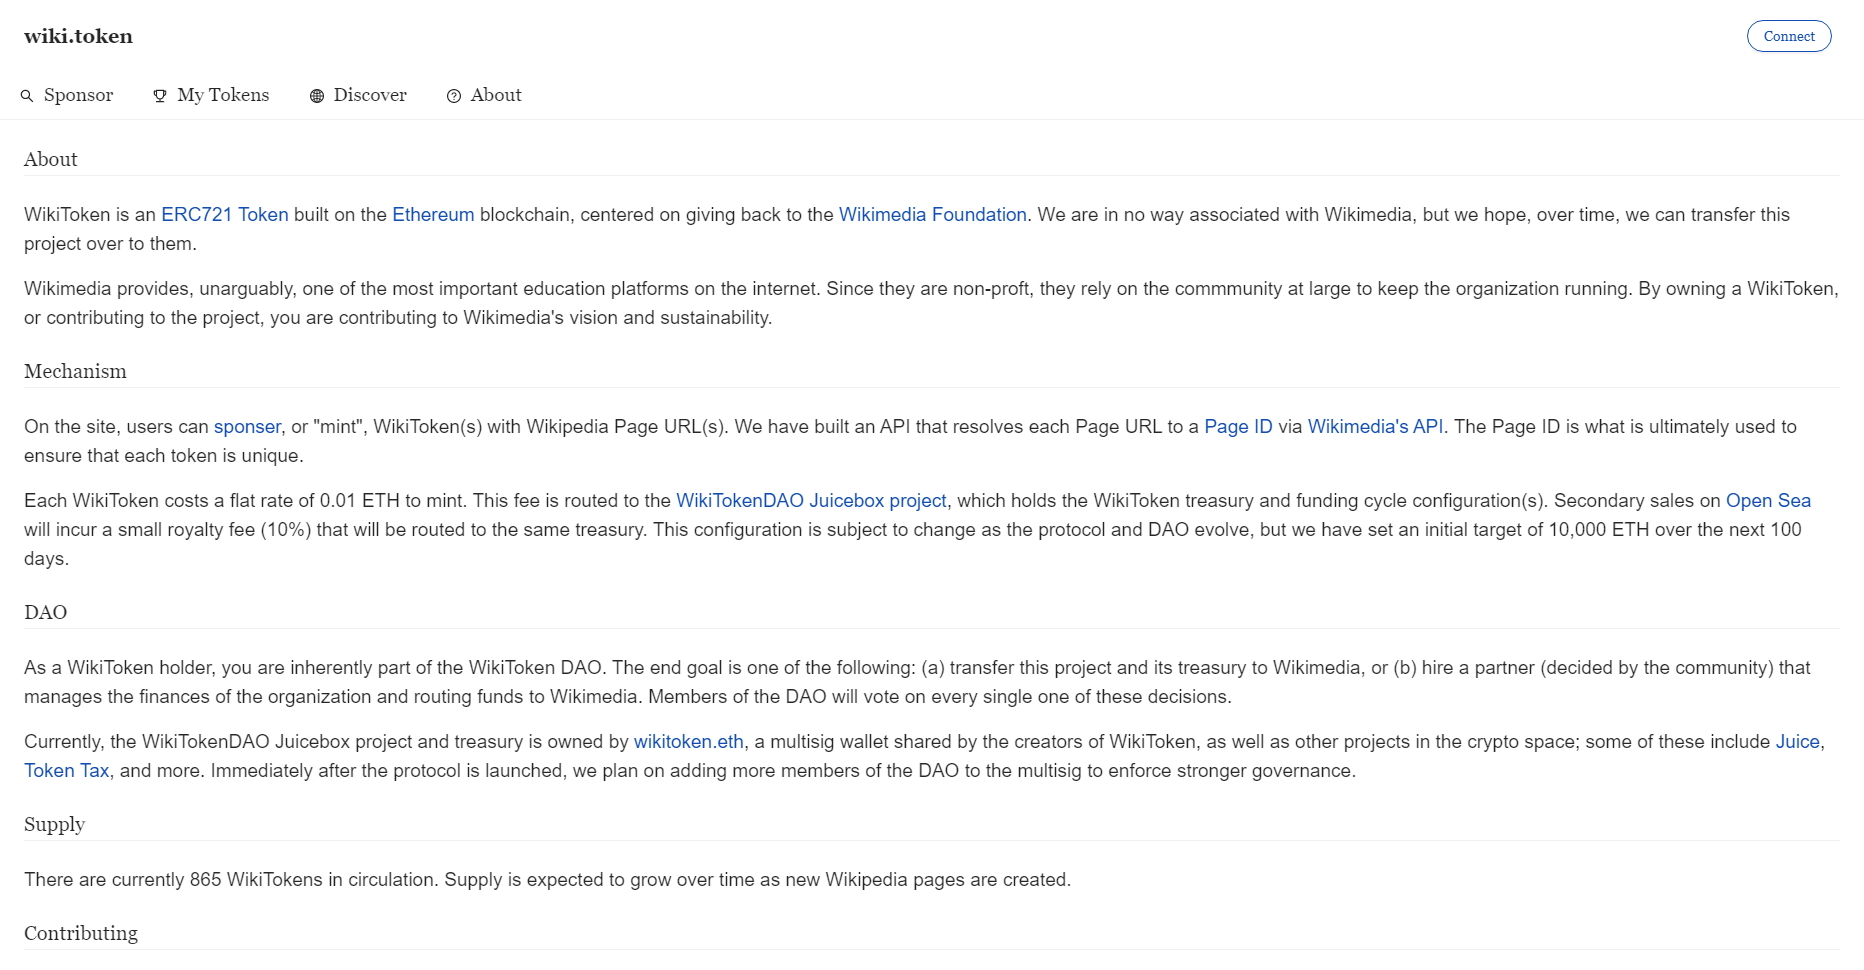 wiki.token
Connect
Sponsor
My Tokens
Discover
About
About
WikiToken is an ERC721 Token built on the Ethereum blockchain, centered on giving back to the Wikimedia Foundation. We are in no way associated with Wikimedia, but we hope, over time, we can transfer this
project over to them.
Wikimedia provides, unarguably, one of the most important education platforms on the internet. Since they are non-proft, they rely on the commmunity at large to keep the organization running. By owning a WikiToken,
or contributing to the project, you are contributing to Wikimedia's vision and sustainability.
Mechanism
On the site, users can sponser, or "mint", WikiToken(s) with Wikipedia Page URL(s). We have built an API that resolves each Page URL to a Page ID via Wikimedia's API. The Page ID is what is ultimately used to
ensure that each token is unique.
Each WikiToken costs a flat rate of 0.01 ETH to mint. This fee is routed to the WikiTokenDAO Juicebox project, which holds the WikiToken treasury and funding cycle configuration(s). Secondary sales on Open Sea
will incur a small royalty fee (10%) that will be routed to the same treasury. This configuration is subject to change as the protocol and DAO evolve, but we have set an initial target of 10,000 ETH over the next 100
days.
DAO
As a WikiToken holder, you are inherently part of the WikiToken DAO. The end goal is one of the following: (a) transfer this project and its treasury to Wikimedia, or (b) hire a partner (decided by the community) that
manages the finances of the organization and routing funds to Wikimedia. Members of the DAO will vote on every single one of these decisions.
Currently, the WikiTokenDAO Juicebox project and treasury is owned by wikitoken.eth, a multisig wallet shared by the creators of WikiToken, as well as other projects in the crypto space; some of these include Juice,
Token Tax, and more. Immediately after the protocol is launched, we plan on adding more members of the DAO to the multisig to enforce stronger governance.
Supply
There are currently 865 WikiTokens in circulation. Supply is expected to grow over time as new Wikipedia pages are created.
Contributing